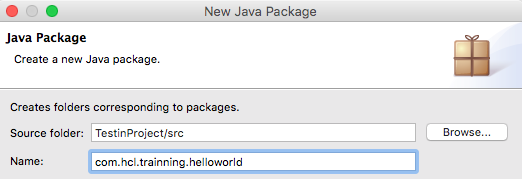 New Java Package
Java Package
Create a new Java package.
Creates folders corresponding to packages.
Source folder: TestinProject/src Browse...
Name: com.hcl.trainning.helloworld